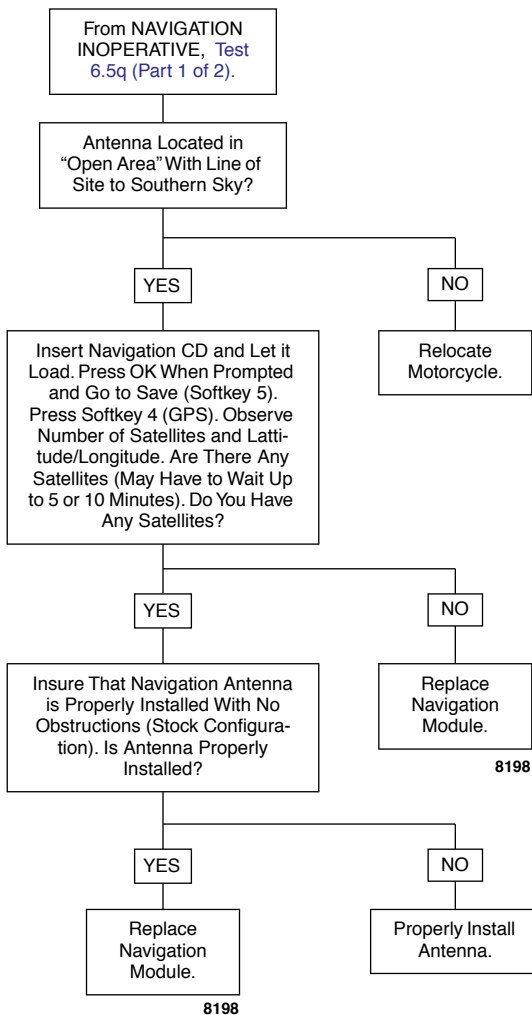 From NAVIGATION
INOPERATIVE, Test
6.5q (Part 1 of 2).
Antenna Located in
“Open Area” With Line of
Site to Southern Sky?
YES
NO
Insert Navigation CD and Let it
Load. Press OK When Prompted
and Go to Save (Softkey 5).
Press Softkey 4 (GPS). Observe
Number of Satellites and Latti-
tude/Longitude. Are There Any
Satellites (May Have to Wait Up
to 5 or 10 Minutes). Do You Have
Any Satellites?
Relocate
Motorcycle.
YES
NO
Insure That Navigation Antenna
is Properly Installed With No
Obstructions (Stock Configura-
tion). Is Antenna Properly
Installed?
Replace
Navigation
Module.
8198
YES
NO
Replace
Navigation
Module.
8198
Properly Install
Antenna.